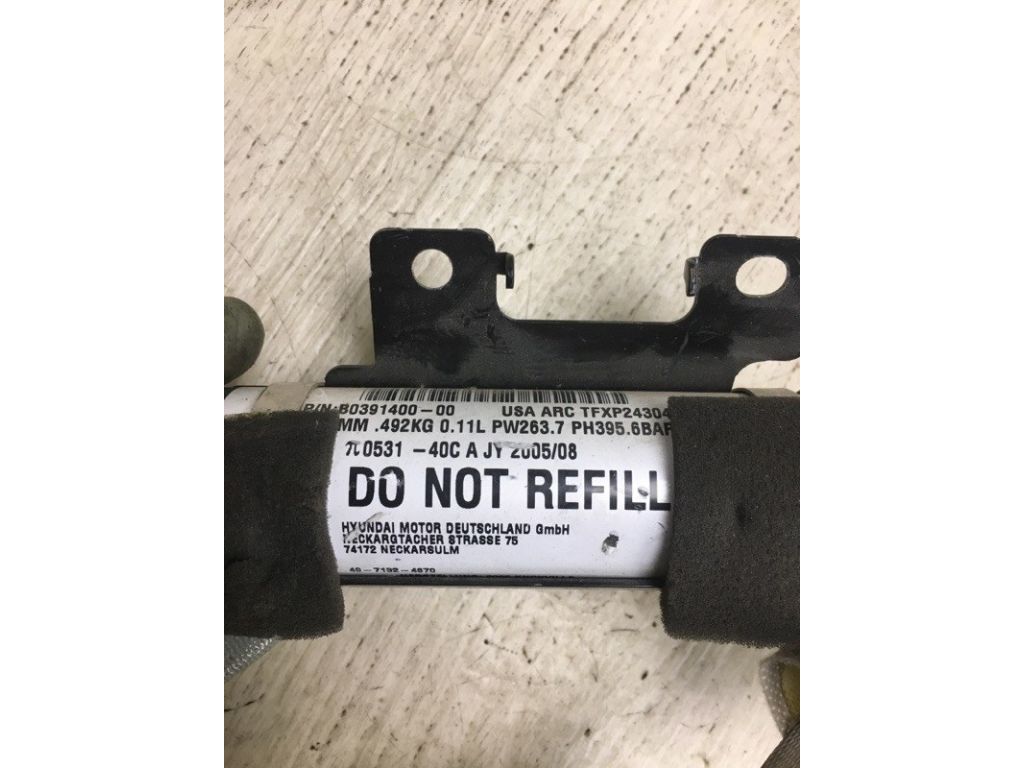 P/N:B0391400-00 USA ARC TFXP24304
MM .492KG 0.11L PW263.7 PH395.6BAR
π0531 -40C A JY 2005/08
DO NOT REFILL
HYUNDAI MOTOR DEUTSCHLAND GmbH
NECKARGTACHER STRASSE 75
74172 NECKARSULM